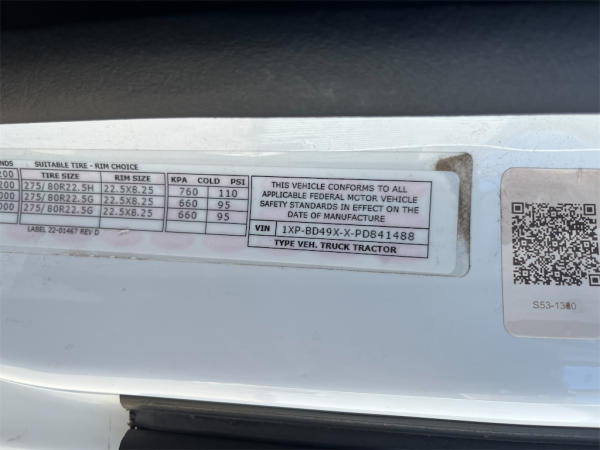 NDS SUITABLE TIRE - RIM CHOICE
200 TIRE SIZE RIM SIZE KPA COLD PSI
200 275/80R22.5H 22.5X8.25 760 110
000 275/80R22.5G 22.5X8.25 660 95
000 275/80R22.5G 22.5X8.25 660 95
LABEL 22-01467 REV D
THIS VEHICLE CONFORMS TO ALL
APPLICABLE FEDERAL MOTOR VEHICLE
SAFETY STANDARDS IN EFFECT ON THE
DATE OF MANUFACTURE
VIN 1XP-BD49X-X-PD841488
TYPE VEH. TRUCK TRACTOR